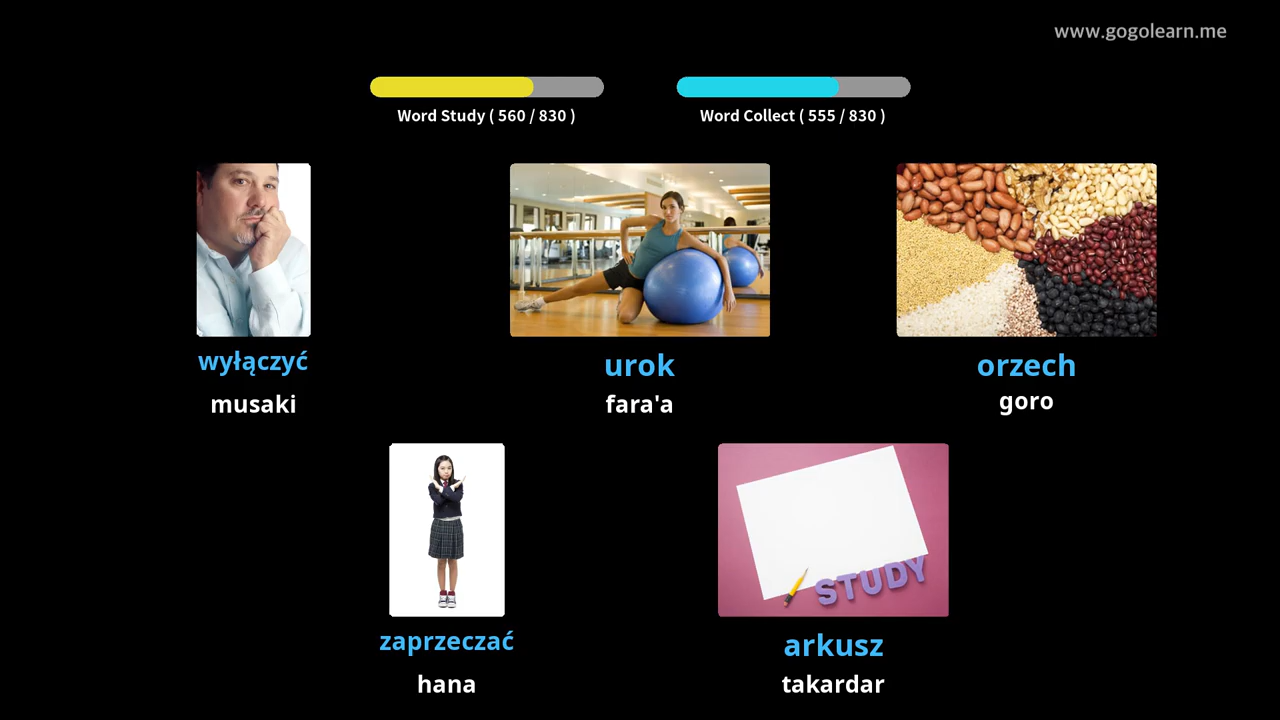 www.gogolearn.me
Word Study ( 560 / 830 )
Word Collect ( 555 / 830 )
wyłączyć
musaki
urok
fara'a
orzech
goro
STUDY
zaprzeczać
hana
arkusz
takardar